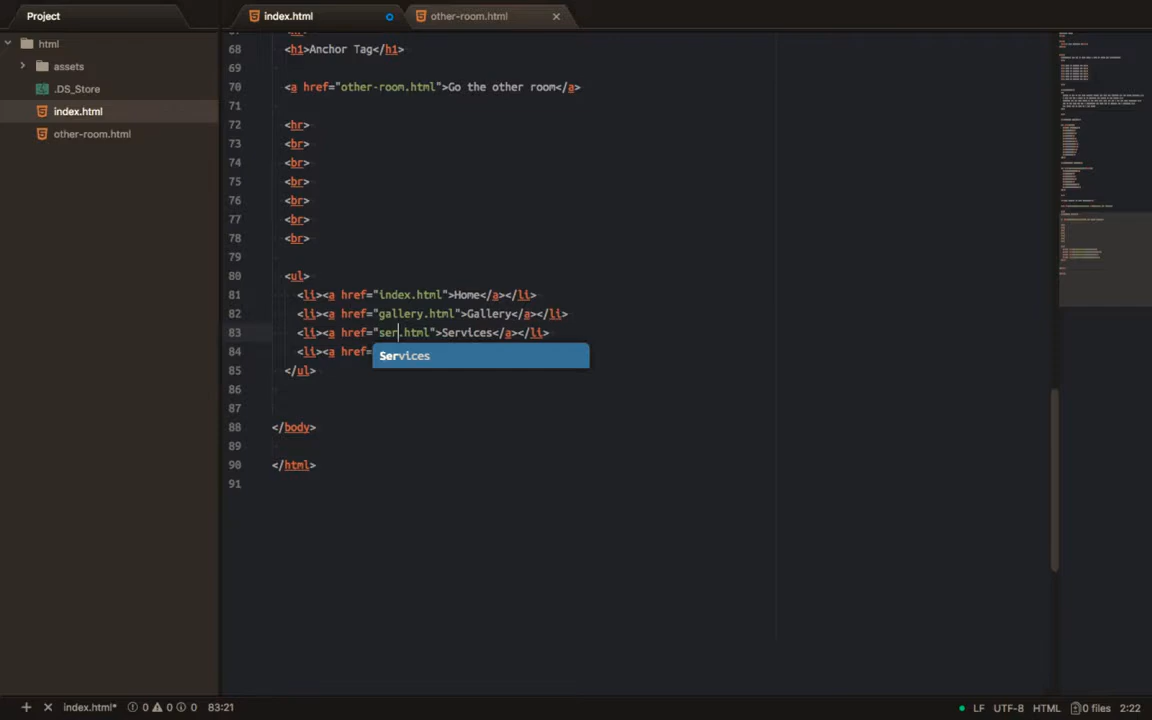 Project
index.html
other-room.html
html
assets
.DS_Store
index.html
other-room.html
68 <h1>Anchor Tag</h1>
69
70 <a href="other-room.html">Go the other room</a>
71
72 <hr>
73 <br>
74 <br>
75 <br>
76 <br>
77 <br>
78 <br>
79
80 <ul>
81 <li><a href="index.html">Home</a></li>
82 <li><a href="gallery.html">Gallery</a></li>
83 <li><a href="ser.html">Services</a></li>
84 <li><a href=
Services
85 </ul>
86
87
88 </body>
89
90 </html>
91
index.html* 0 0 0 83:21 LF UTF-8 HTML 0 files 2:22